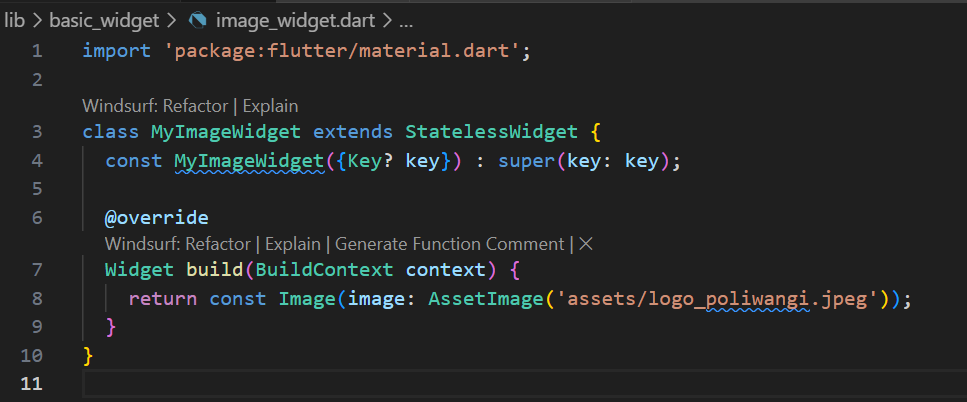 lib > basic_widget > image_widget.dart > ...
1 import 'package:flutter/material.dart';
2
Windsurf: Refactor | Explain
3 class MyImageWidget extends StatelessWidget {
4 const MyImageWidget({Key? key}) : super(key: key);
5
6 @override
Windsurf: Refactor | Explain | Generate Function Comment | ×
7 Widget build(BuildContext context) {
8 return const Image(image: AssetImage('assets/logo_poliwangi.jpeg'));
9 }
10 }
11